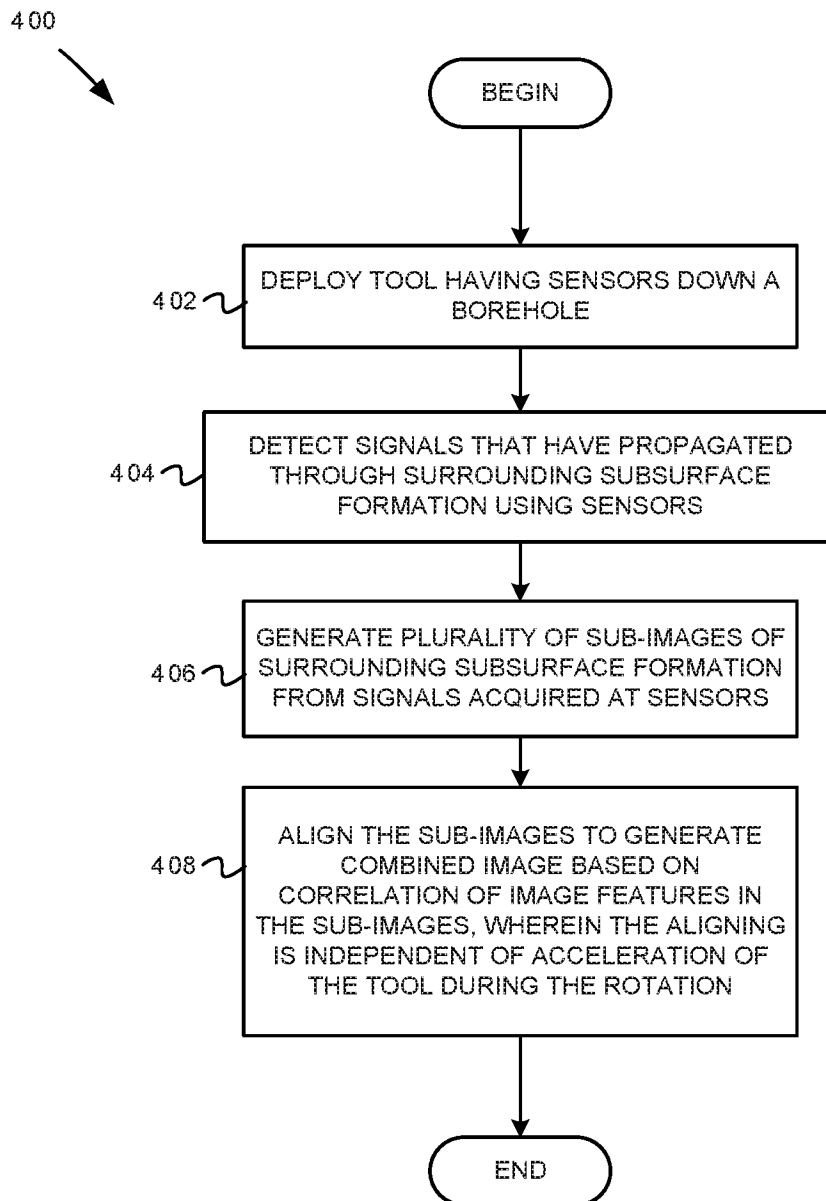 400
BEGIN
402
DEPLOY TOOL HAVING SENSORS DOWN A
BOREHOLE
404
DETECT SIGNALS THAT HAVE PROPAGATED
THROUGH SURROUNDING SUBSURFACE
FORMATION USING SENSORS
406
GENERATE PLURALITY OF SUB-IMAGES OF
SURROUNDING SUBSURFACE FORMATION
FROM SIGNALS ACQUIRED AT SENSORS
408
ALIGN THE SUB-IMAGES TO GENERATE
COMBINED IMAGE BASED ON
CORRELATION OF IMAGE FEATURES IN
THE SUB-IMAGES, WHEREIN THE ALIGNING
IS INDEPENDENT OF ACCELERATION OF
THE TOOL DURING THE ROTATION
END